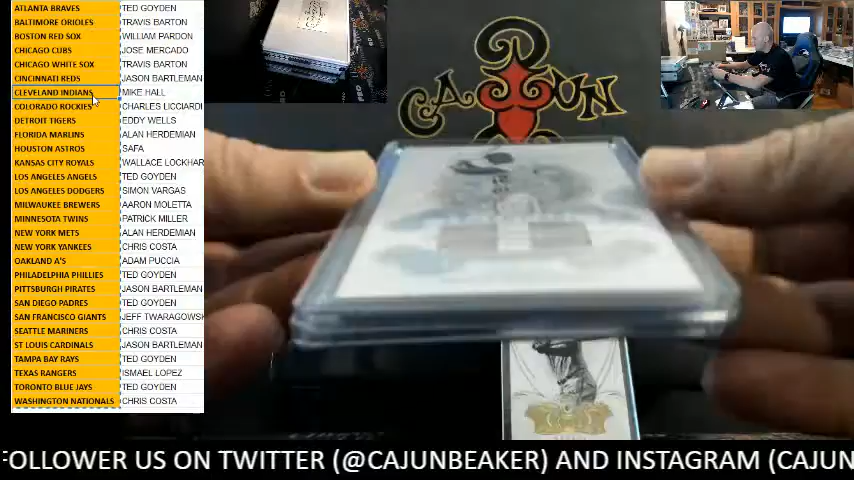 ATLANTA BRAVES TED GOYDEN
BALTIMORE ORIOLES TRAVIS BARTON
BOSTON RED SOX WILLIAM PARDON
CHICAGO CUBS JOSE MERCADO
CHICAGO WHITE SOX TRAVIS BARTON
CINCINNATI REDS JASON BARTLEMAN
CLEVELAND INDIANS MIKE HALL
COLORADO ROCKIES CHARLES LICCIARDI
DETROIT TIGERS EDDY WELLS
FLORIDA MARLINS ALAN HERDEMIAN
HOUSTON ASTROS SAFA
KANSAS CITY ROYALS WALLACE LOCKHAR
LOS ANGELES ANGELS TED GOYDEN
LOS ANGELES DODGERS SIMON VARGAS
MILWAUKEE BREWERS AARON MOLETTA
MINNESOTA TWINS PATRICK MILLER
NEW YORK METS ALAN HERDEMIAN
NEW YORK YANKEES CHRIS COSTA
OAKLAND A'S ADAM PUCCIA
PHILADELPHIA PHILLIES TED GOYDEN
PITTSBURGH PIRATES JASON BARTLEMAN
SAN DIEGO PADRES TED GOYDEN
SAN FRANCISCO GIANTS JEFF TWARAGOWSK
SEATTLE MARINERS CHRIS COSTA
ST LOUIS CARDINALS JASON BARTLEMAN
TAMPA BAY RAYS TED GOYDEN
TEXAS RANGERS ISMAEL LOPEZ
TORONTO BLUE JAYS TED GOYDEN
WASHINGTON NATIONALS CHRIS COSTA
CAJUN
FOLLOWER US ON TWITTER (@CAJUNBEAKER) AND INSTAGRAM (CAJUN